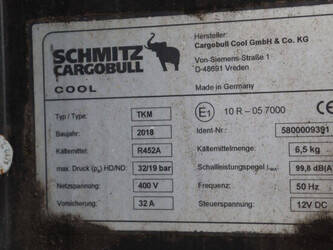 SCHMITZ
CARGOBULL
COOL
Hersteller:
Cargobull Cool GmbH & Co. KG
Von-Siemens-Straße 1
D-48691 Vreden
Made in Germany
Typ / Type: TKM
Baujahr: 2018
Kältemittel: R452A
max. Druck (ps) HD/ND: 32/19 bar
Netzspannung: 400 V
Vorsicherung: 32 A
E1 10 R - 05 7000
Ident-Nr.: 5800009391
Kältemittelmenge: 6,5 kg
Schallleistungspegel 99,8 dB(A
Frequenz: 50 Hz
Steuerspannung: 12V DC